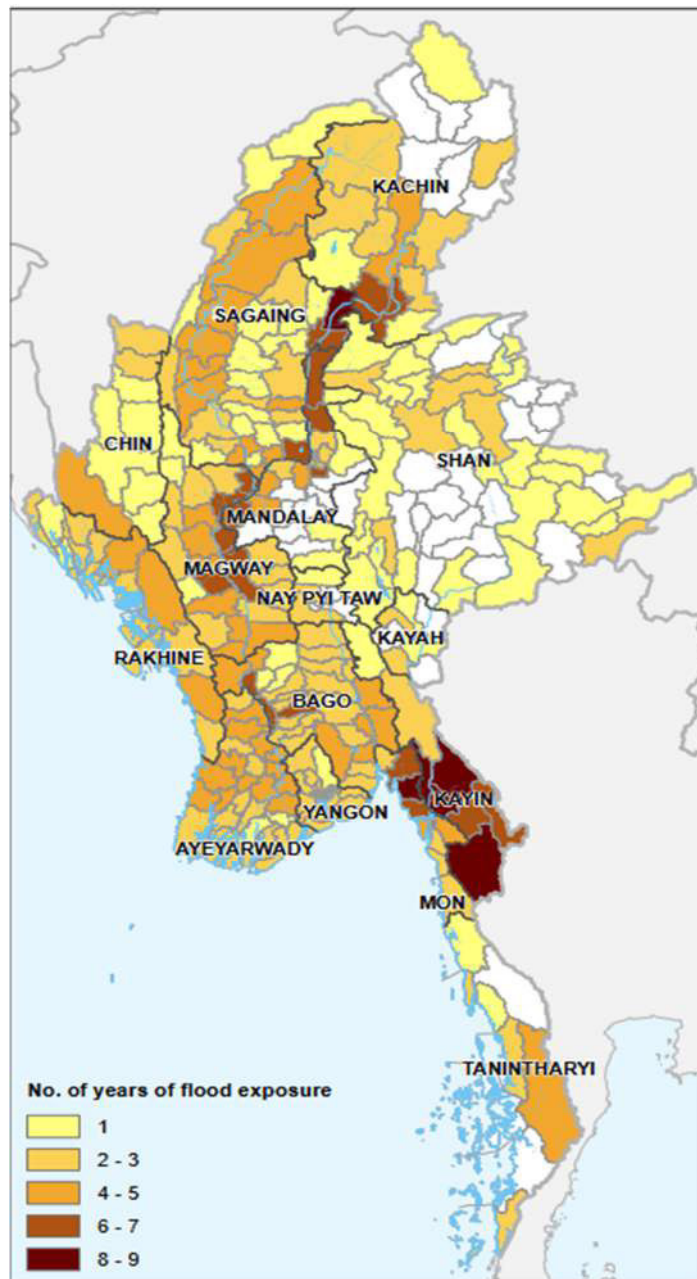 KACHIN
SAGAING
CHIN
SHAN
MANDALAY
MAGWAY
NAY PYI TAW
KAYAH
RAKHINE
BAGO
KAYIN
YANGON
AYEYARWADY
MON
TANINTHARYI
No. of years of flood exposure
1
2 - 3
4 - 5
6 - 7
8 - 9